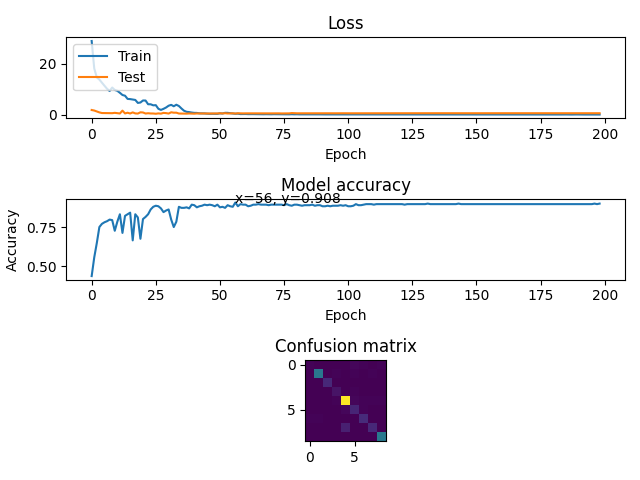 Loss
20
0
Train
Test
0 25 50 75 100 125 150 175 200
Epoch
Model accuracy
x=56, y=0.908
Accuracy
0.75
0.50
0 25 50 75 100 125 150 175 200
Epoch
Confusion matrix
0
5
0 5